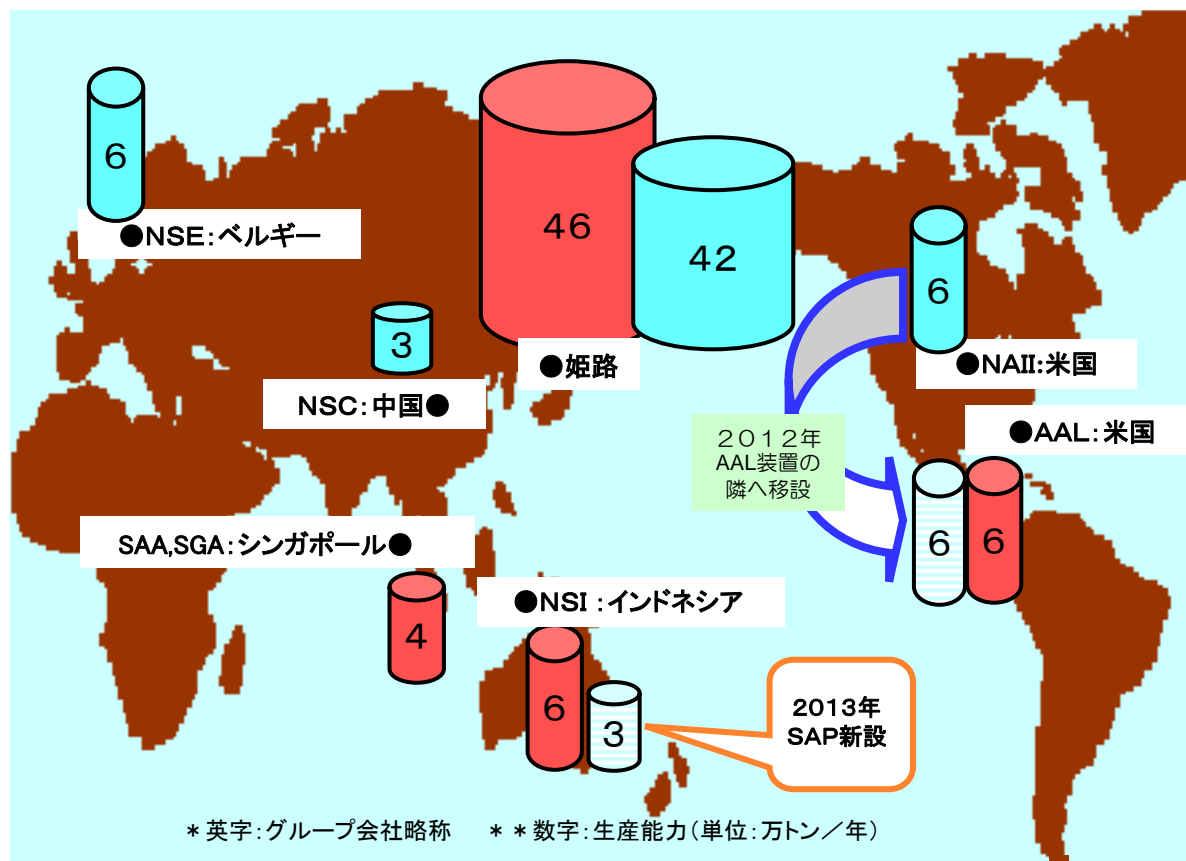 6
●NSE:ベルギー
46
42
6
3
●姫路
●NAII:米国
NSC:中国●
●AAL:米国
2012年
AAL装置の
隣へ移設
6
6
SAA,SGA:シンガポール●
●NSI :インドネシア
4
6
3
2013年
SAP新設
*英字:グループ会社略称 **数字:生産能力(単位:万トン/年)